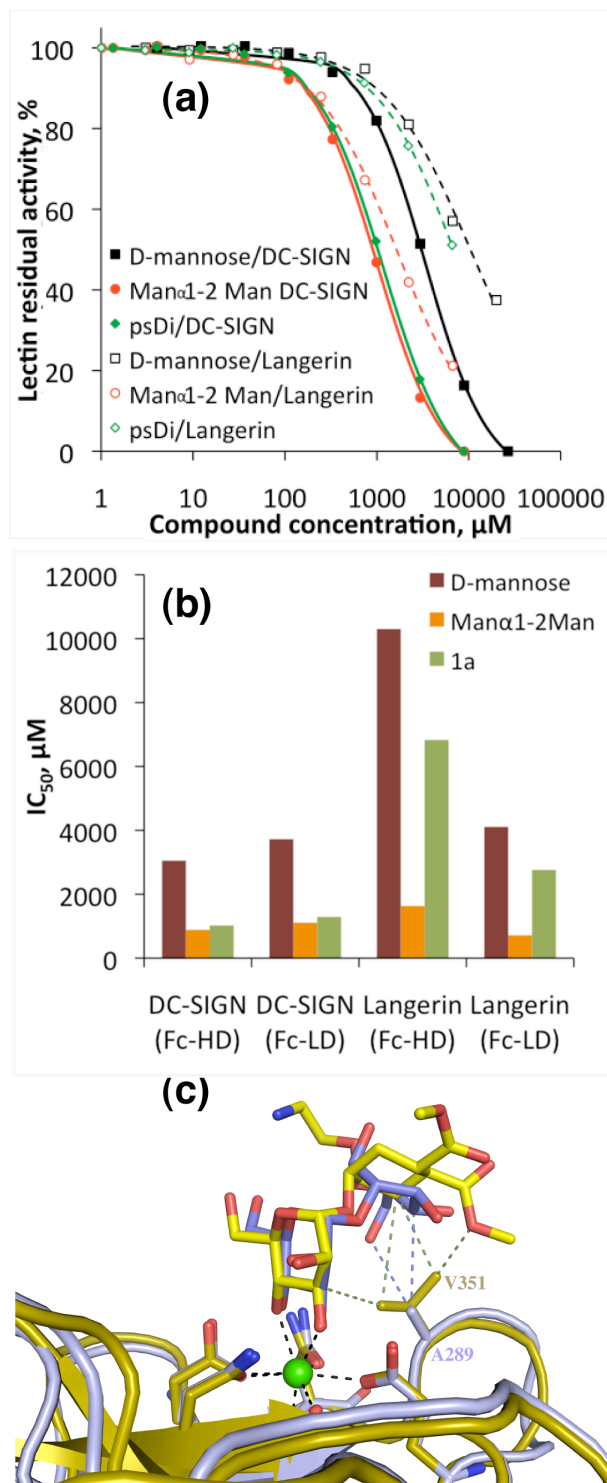 (a)
Lectin residual activity, %
100
80
60
40
20
0
D-mannose/DC-SIGN
Manα1-2 Man DC-SIGN
psDi/DC-SIGN
D-mannose/Langerin
Manα1-2 Man/Langerin
psDi/Langerin
1 10 100 1000 10000 100000
Compound concentration, µM
(b)
IC50, µM
12000
10000
8000
6000
4000
2000
0
D-mannose
Manα1-2Man
1a
DC-SIGN DC-SIGN Langerin Langerin
(Fc-HD) (Fc-LD) (Fc-HD) (Fc-LD)
(c)
V351
A289